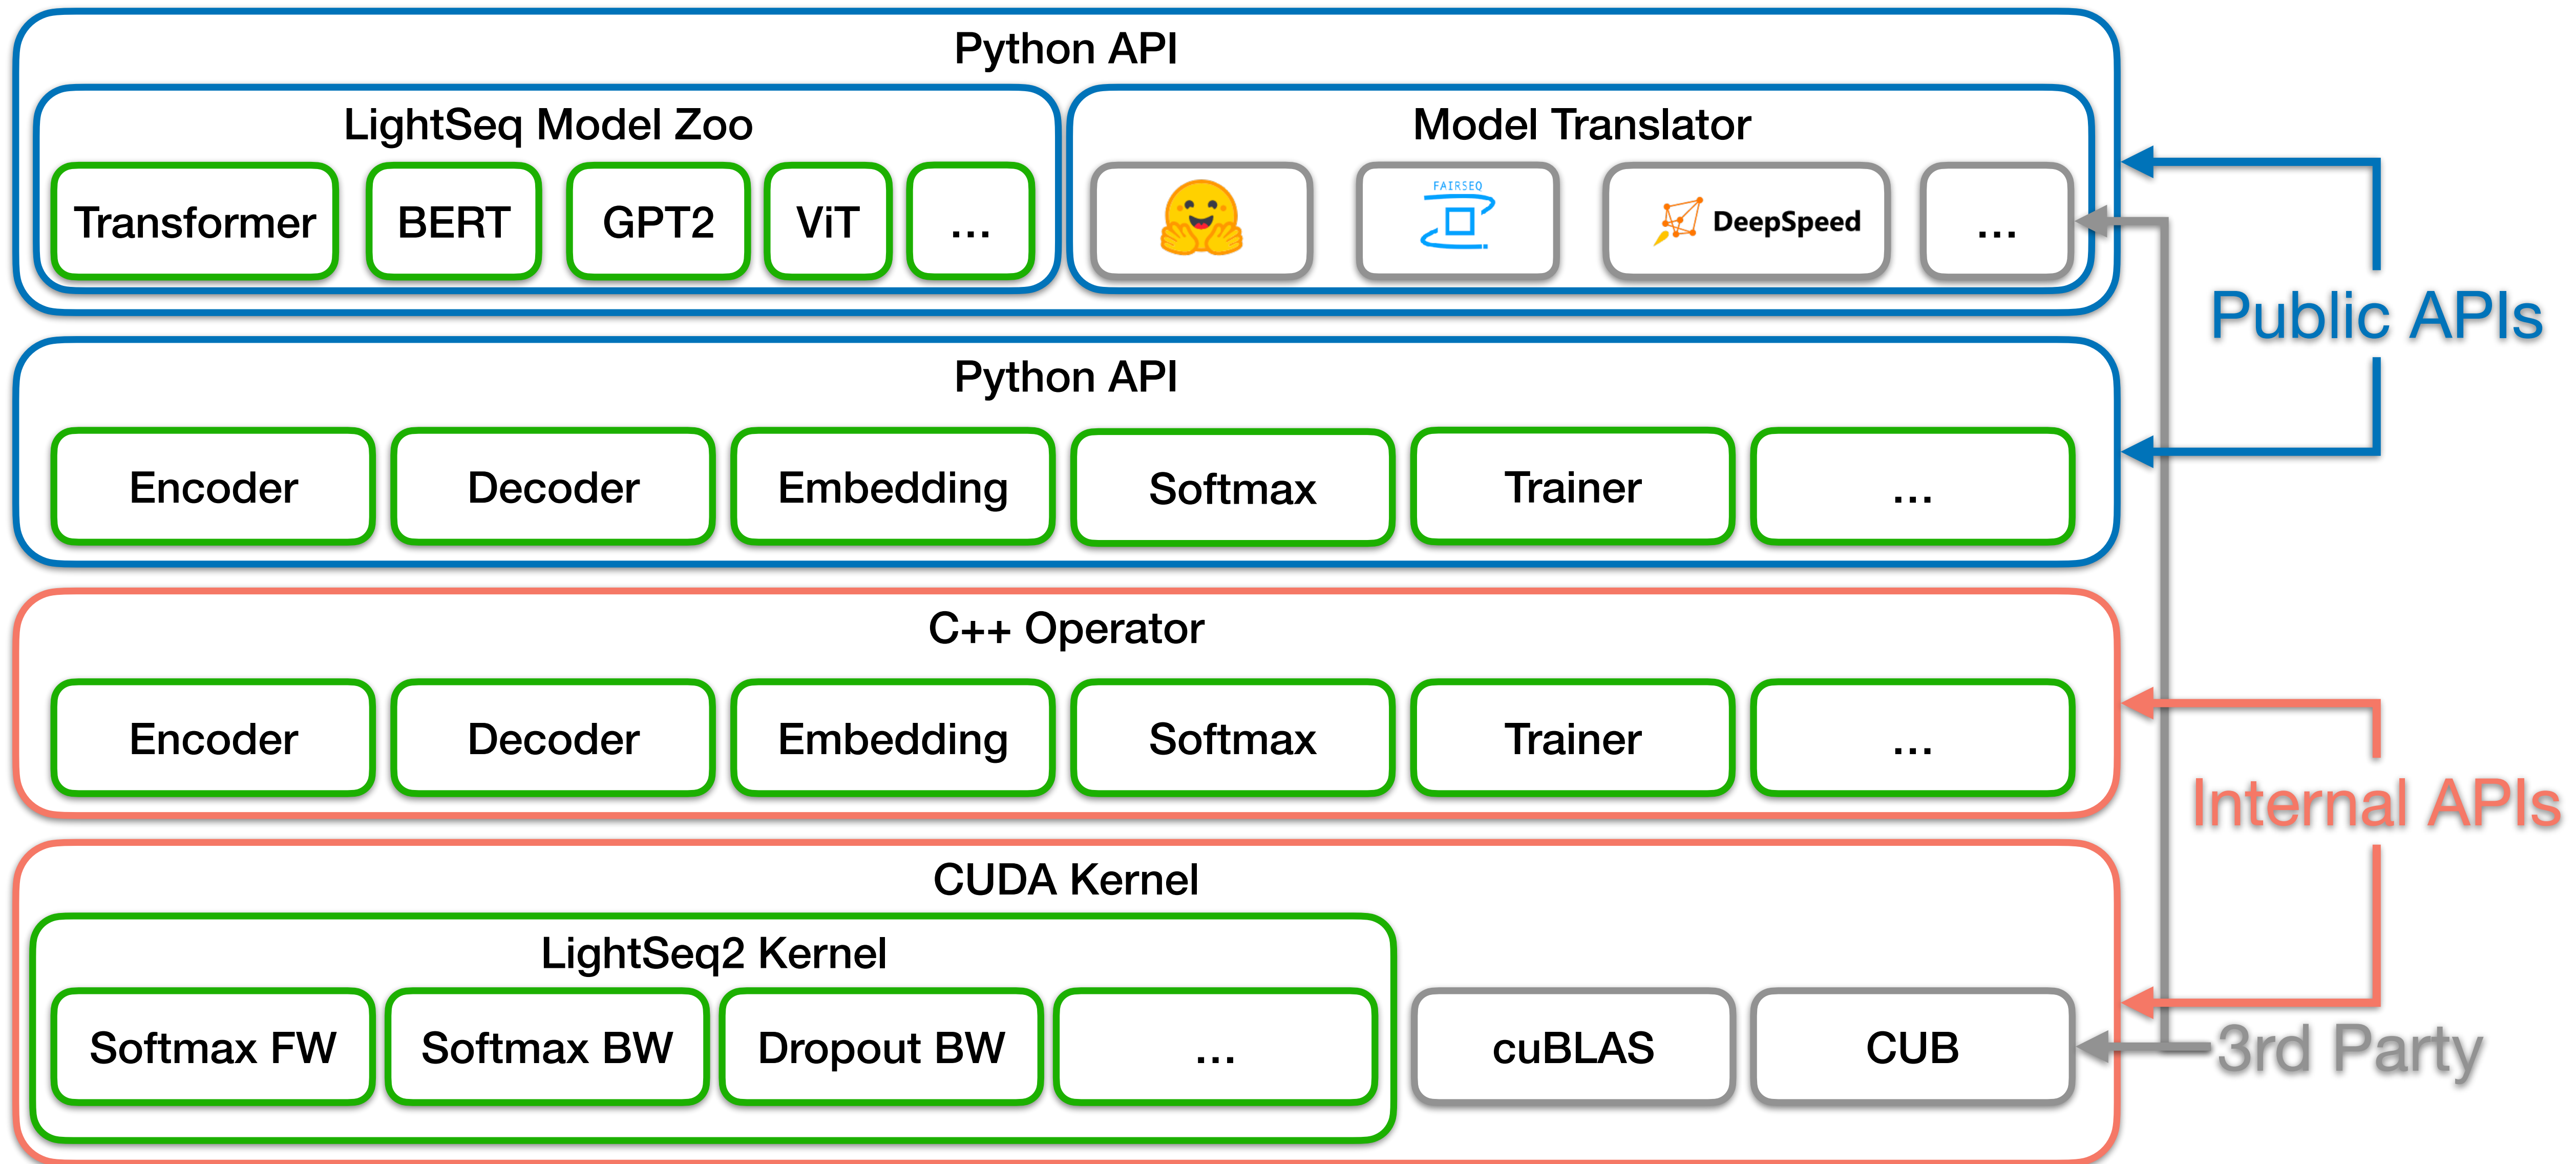 Python API
LightSeq Model Zoo
Model Translator
Transformer
BERT
GPT2
ViT
...
FAIRSEQ
DeepSpeed
...
Public APIs
Python API
Encoder
Decoder
Embedding
Softmax
Trainer
...
C++ Operator
Encoder
Decoder
Embedding
Softmax
Trainer
...
Internal APIs
CUDA Kernel
LightSeq2 Kernel
Softmax FW
Softmax BW
Dropout BW
...
cuBLAS
CUB
3rd Party